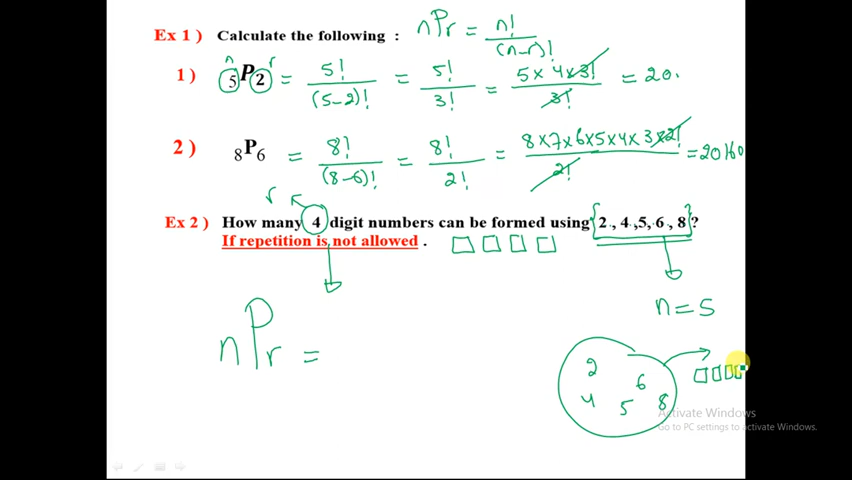 Ex 1 ) Calculate the following : nPr = n! / (n-r)!
n r
1 ) 5P2 = 5! / (5-2)! = 5! / 3! = 5 x 4 x 3! / 3! = 20.
2 ) 8P6 = 8! / (8-6)! = 8! / 2! = 8 x 7 x 6 x 5 x 4 x 3 x 2! / 2! = 20160
r
Ex 2 ) How many 4 digit numbers can be formed using {2 , 4 ,5, 6 , 8 }?
If repetition is not allowed .
n = 5
nPr =
2 6
4 5 8
Activate Windows
Go to PC settings to activate Windows.